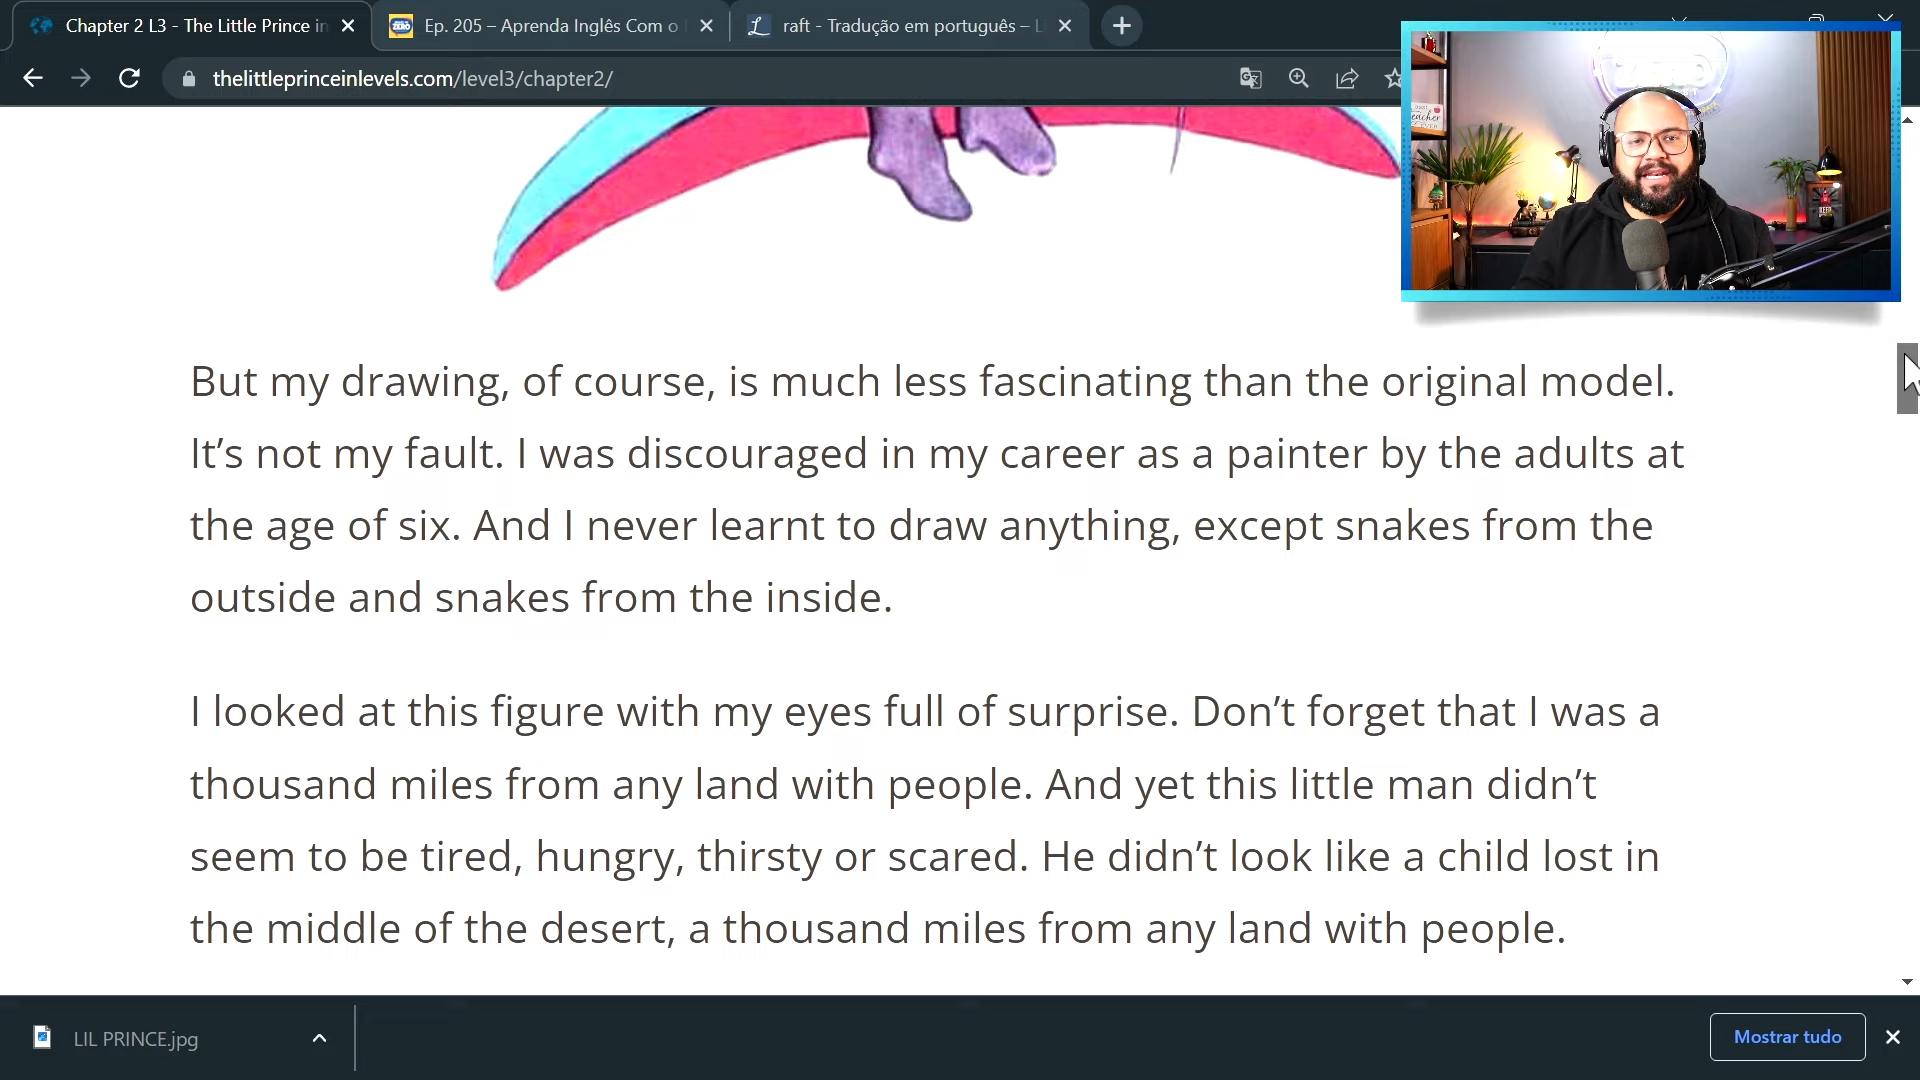 Chapter 2 L3 - The Little Prince in
Ep. 205 – Aprenda Inglês Com o
raft - Tradução em português –
thelittleprinceinlevels.com/level3/chapter2/
But my drawing, of course, is much less fascinating than the original model.
It’s not my fault. I was discouraged in my career as a painter by the adults at
the age of six. And I never learnt to draw anything, except snakes from the
outside and snakes from the inside.
I looked at this figure with my eyes full of surprise. Don’t forget that I was a
thousand miles from any land with people. And yet this little man didn’t
seem to be tired, hungry, thirsty or scared. He didn’t look like a child lost in
the middle of the desert, a thousand miles from any land with people.
LIL PRINCE.jpg
Mostrar tudo